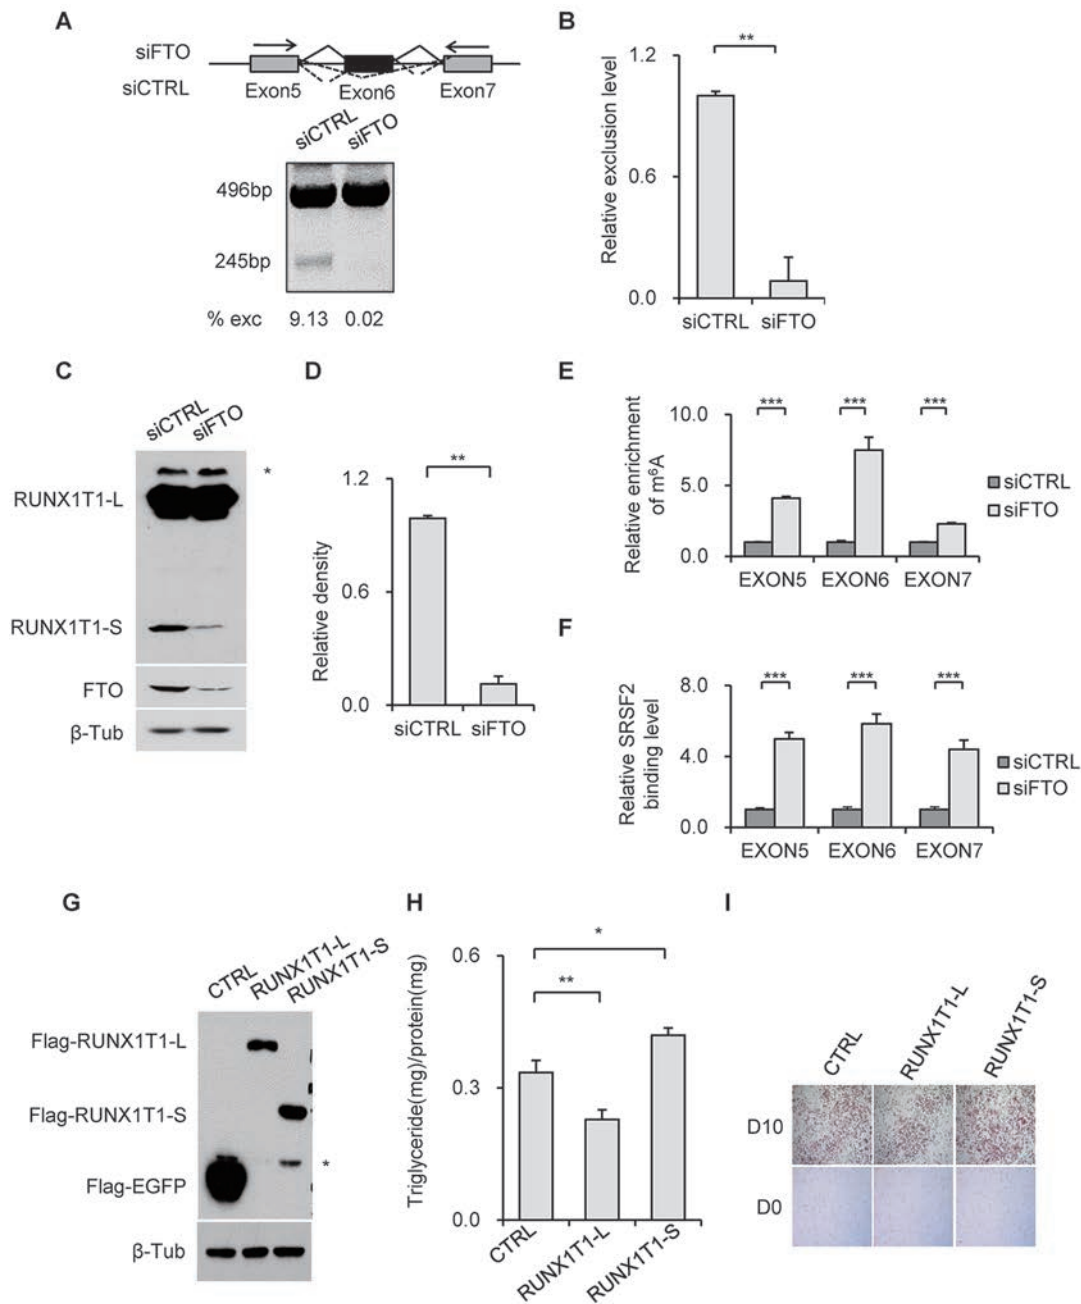 A
siFTO
siCTRL
Exon5 Exon6 Exon7
siCTRL siFTO
496bp
245bp
% exc 9.13 0.02
B
**
Relative exclusion level
1.2
0.6
0.0
siCTRL siFTO
C
siCTRL siFTO
*
RUNX1T1-L
RUNX1T1-S
FTO
β-Tub
D
**
Relative density
1.2
0.6
0.0
siCTRL siFTO
E
*** *** ***
Relative enrichment
of m⁶A
10.0
5.0
0.0
siCTRL
siFTO
EXON5 EXON6 EXON7
F
*** *** ***
Relative SRSF2
binding level
8.0
4.0
0.0
siCTRL
siFTO
EXON5 EXON6 EXON7
G
CTRL RUNX1T1-L RUNX1T1-S
Flag-RUNX1T1-L
Flag-RUNX1T1-S
*
Flag-EGFP
β-Tub
H
*
**
Triglyceride(mg)/protein(mg)
0.6
0.3
0.0
CTRL RUNX1T1-L RUNX1T1-S
I
CTRL RUNX1T1-L RUNX1T1-S
D10
D0